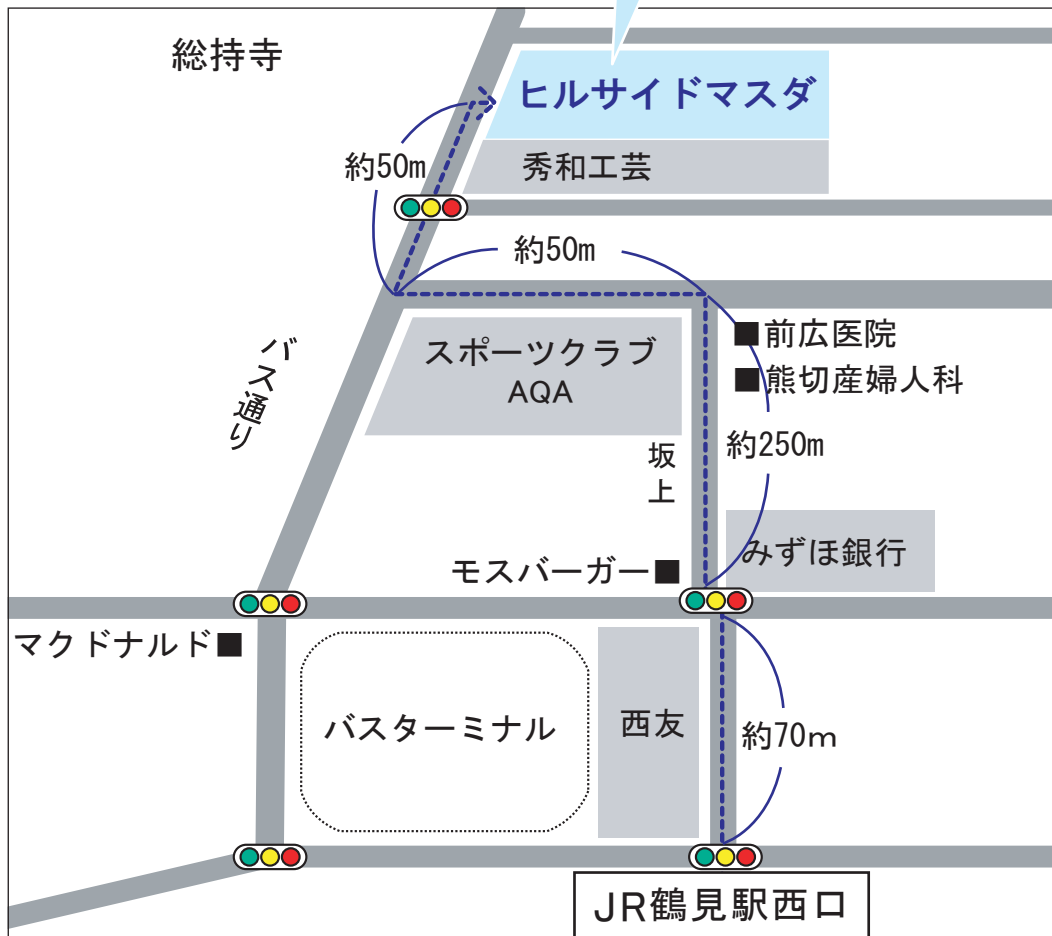 総持寺
ヒルサイドマスダ
約50m
秀和工芸
約50m
バス通り
スポーツクラブ
AQA
■前広医院
■熊切産婦人科
坂上
約250m
モスバーガー■
みずほ銀行
マクドナルド■
バスターミナル
西友
約70m
JR鶴見駅西口